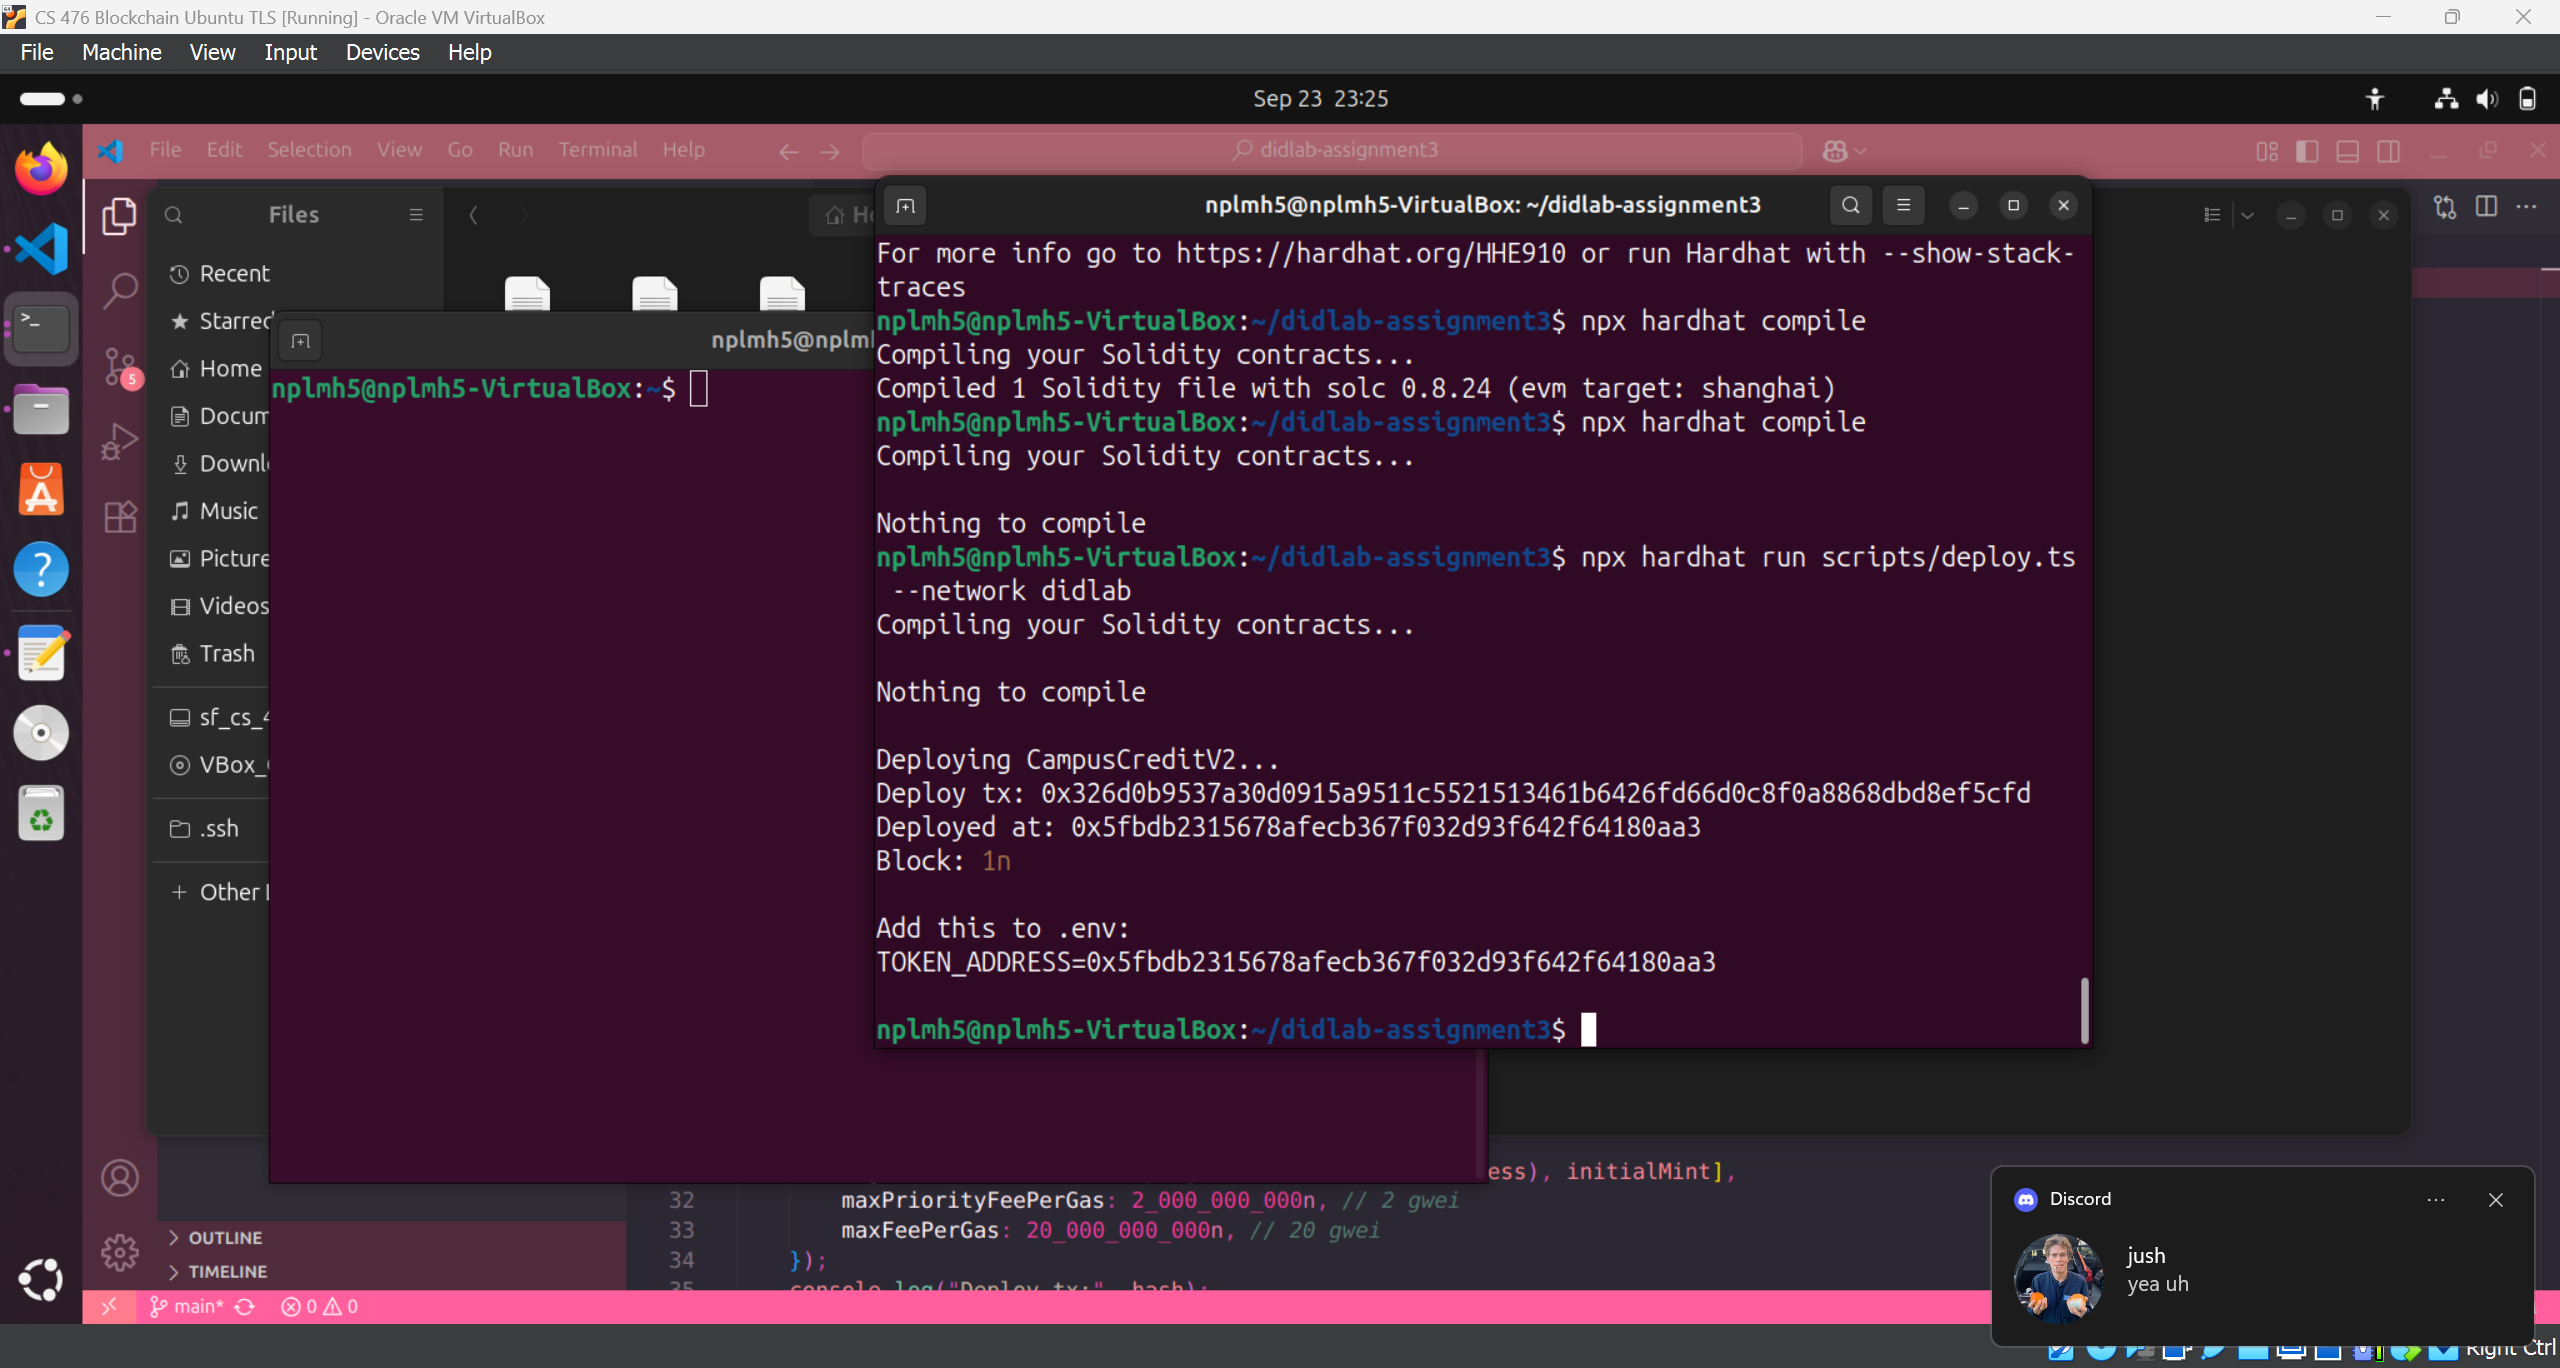 CS 476 Blockchain Ubuntu TLS [Running] - Oracle VM VirtualBox
File Machine View Input Devices Help
Sep 23 23:25
File Edit Selection View Go Run Terminal Help
didlab-assignment3
Files
Recent
Starred
Home
Docum
Downl
Music
Picture
Videos
Trash
sf_cs_4
VBox_
.ssh
+ Other
nplmh5@nplmh
nplmh5@nplmh5-VirtualBox:~$
nplmh5@nplmh5-VirtualBox: ~/didlab-assignment3
For more info go to https://hardhat.org/HHE910 or run Hardhat with --show-stack-
traces
nplmh5@nplmh5-VirtualBox:~/didlab-assignment3$ npx hardhat compile
Compiling your Solidity contracts...
Compiled 1 Solidity file with solc 0.8.24 (evm target: shanghai)
nplmh5@nplmh5-VirtualBox:~/didlab-assignment3$ npx hardhat compile
Compiling your Solidity contracts...
Nothing to compile
nplmh5@nplmh5-VirtualBox:~/didlab-assignment3$ npx hardhat run scripts/deploy.ts
--network didlab
Compiling your Solidity contracts...
Nothing to compile
Deploying CampusCreditV2...
Deploy tx: 0x326d0b9537a30d0915a9511c5521513461b6426fd66d0c8f0a8868dbd8ef5cfd
Deployed at: 0x5fbdb2315678afecb367f032d93f642f64180aa3
Block: 1n
Add this to .env:
TOKEN_ADDRESS=0x5fbdb2315678afecb367f032d93f642f64180aa3
nplmh5@nplmh5-VirtualBox:~/didlab-assignment3$
ess), initialMint],
32 maxPriorityFeePerGas: 2_000_000_000n, // 2 gwei
33 maxFeePerGas: 20_000_000_000n, // 20 gwei
34 });
35 console.log("Deploy tx:", hash);
OUTLINE
TIMELINE
main* 0 0
5
Discord
jush
yea uh
Right Ctrl